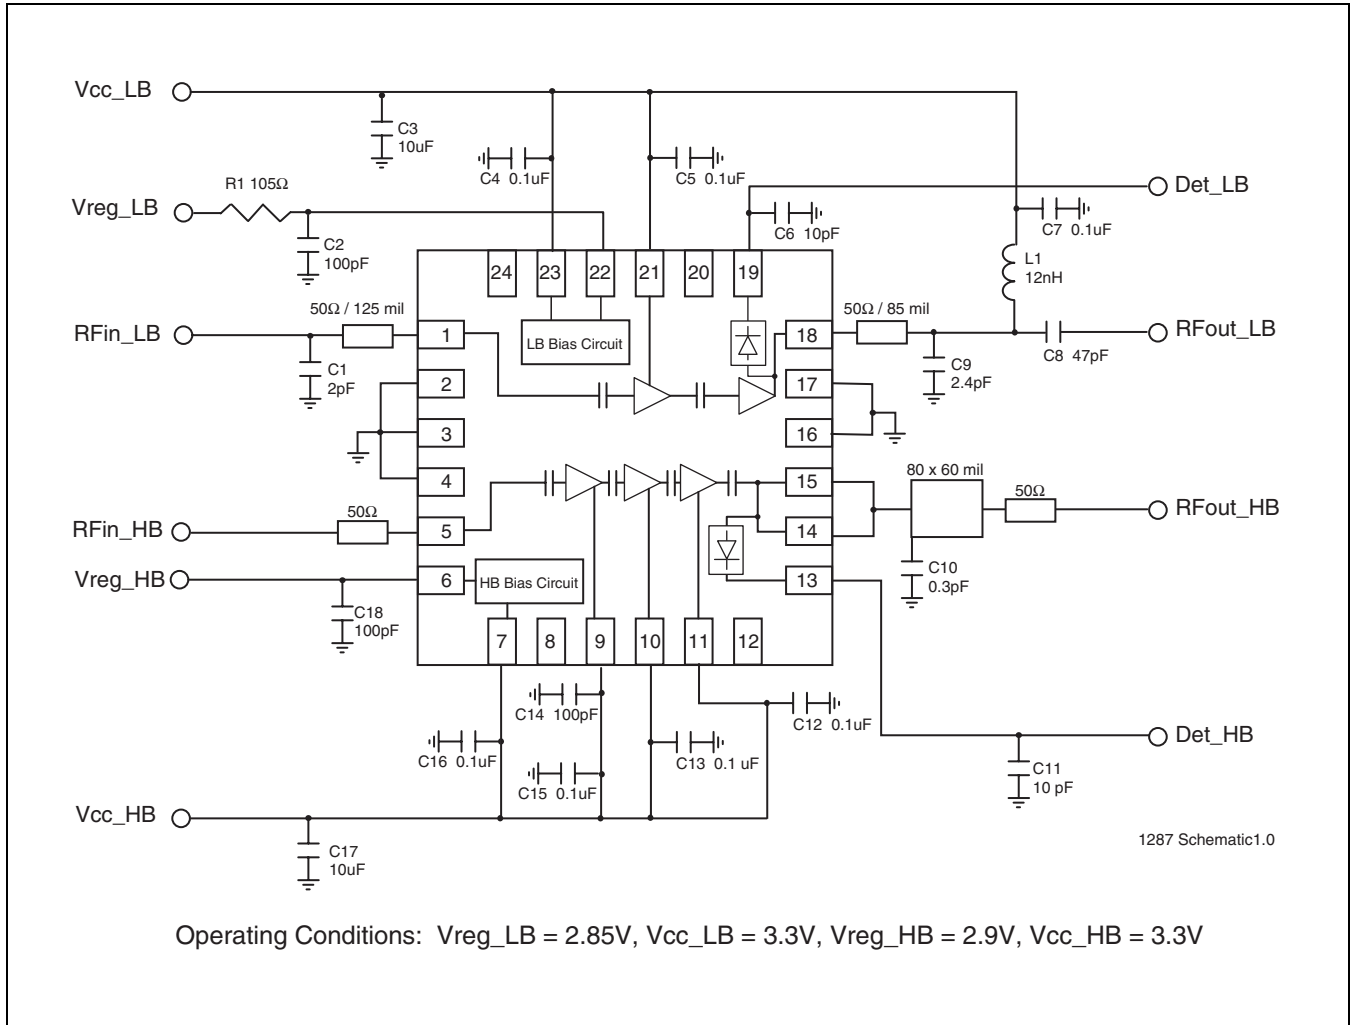 Vcc_LB
C3
10uF
C4 0.1uF
C5 0.1uF
R1 105Ω
Vreg_LB
Det_LB
C6 10pF
C7 0.1uF
C2
100pF
L1
12nH
24
23
22
21
20
19
50Ω / 125 mil
50Ω / 85 mil
RFin_LB
1
LB Bias Circuit
18
RFout_LB
C8 47pF
C1
2pF
C9
2.4pF
2
17
3
16
4
15
80 x 60 mil
50Ω
50Ω
RFin_HB
5
14
RFout_HB
Vreg_HB
6
HB Bias Circuit
13
C10
0.3pF
C18
100pF
7
8
9
10
11
12
C14 100pF
C12 0.1uF
C16 0.1uF
C13 0.1 uF
Det_HB
C15 0.1uF
C11
10 pF
Vcc_HB
C17
10uF
1287 Schematic1.0
Operating Conditions: Vreg_LB = 2.85V, Vcc_LB = 3.3V, Vreg_HB = 2.9V, Vcc_HB = 3.3V